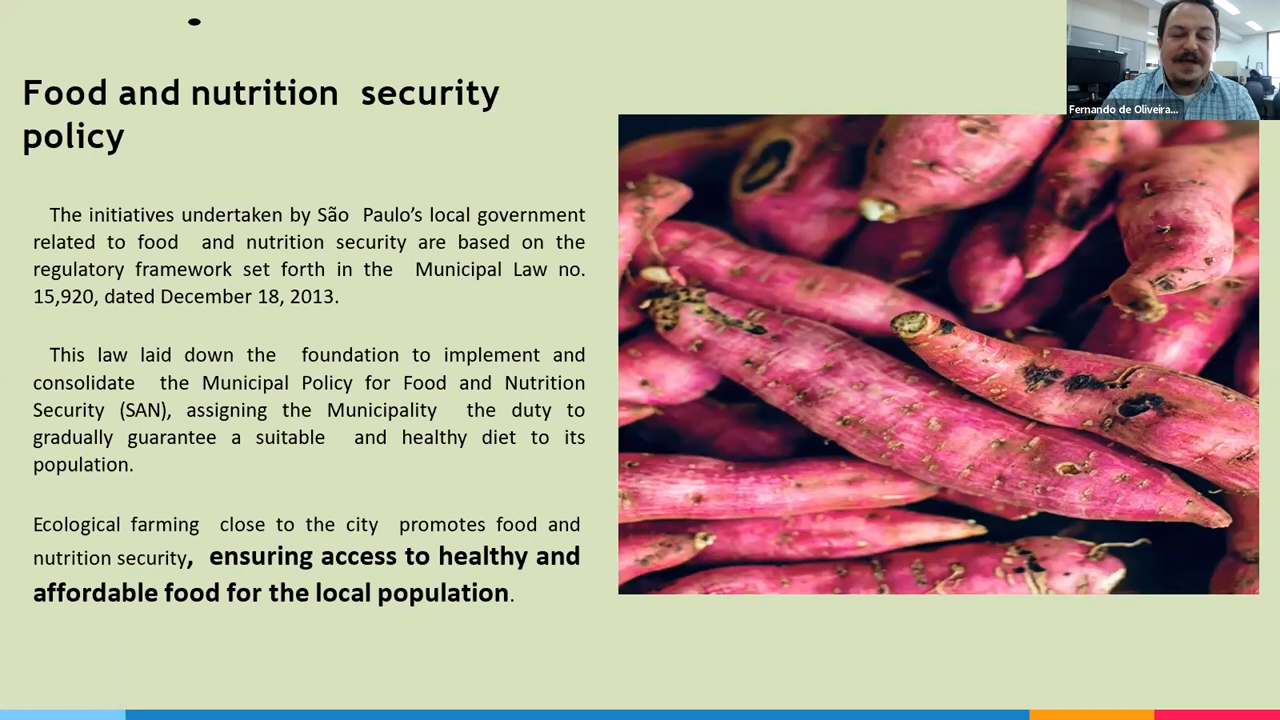 Food and nutrition security
policy
Fernando de Oliveira...
The initiatives undertaken by São Paulo’s local government
related to food and nutrition security are based on the
regulatory framework set forth in the Municipal Law no.
15,920, dated December 18, 2013.
This law laid down the foundation to implement and
consolidate the Municipal Policy for Food and Nutrition
Security (SAN), assigning the Municipality the duty to
gradually guarantee a suitable and healthy diet to its
population.
Ecological farming close to the city promotes food and
nutrition security, ensuring access to healthy and
affordable food for the local population.